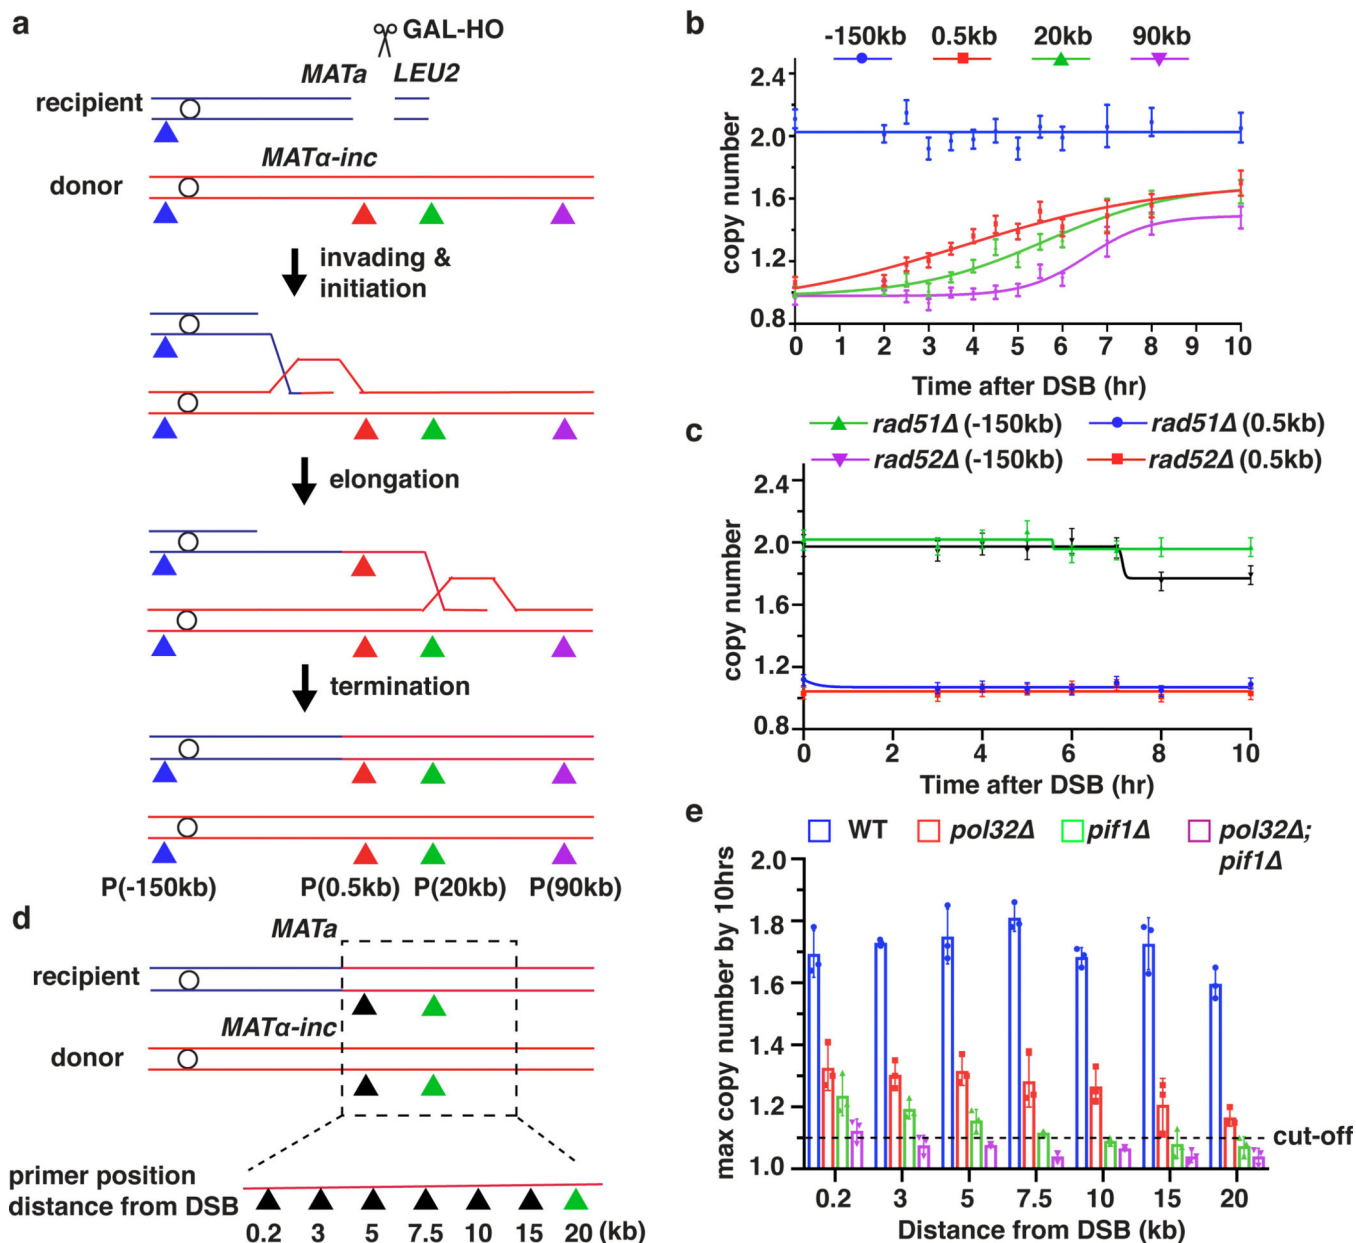 a
GAL-HO
MATa LEU2
recipient
MATα-inc
donor
invading &
initiation
elongation
termination
P(-150kb) P(0.5kb) P(20kb) P(90kb)
b
-150kb 0.5kb 20kb 90kb
2.4
2.0
1.6
1.2
0.8
copy number
0 1 2 3 4 5 6 7 8 9 10
Time after DSB (hr)
c
rad51Δ (-150kb) rad51Δ (0.5kb)
rad52Δ (-150kb) rad52Δ (0.5kb)
2.4
2.0
1.6
1.2
0.8
copy number
0 2 4 6 8 10
Time after DSB (hr)
d
MATa
recipient
MATα-inc
donor
primer position
distance from DSB
0.2 3 5 7.5 10 15 20 (kb)
e
WT pol32Δ pif1Δ pol32Δ;
pif1Δ
2.0
1.8
1.6
1.4
1.2
1.0
max copy number by 10hrs
cut-off
0.2 3 5 7.5 10 15 20
Distance from DSB (kb)